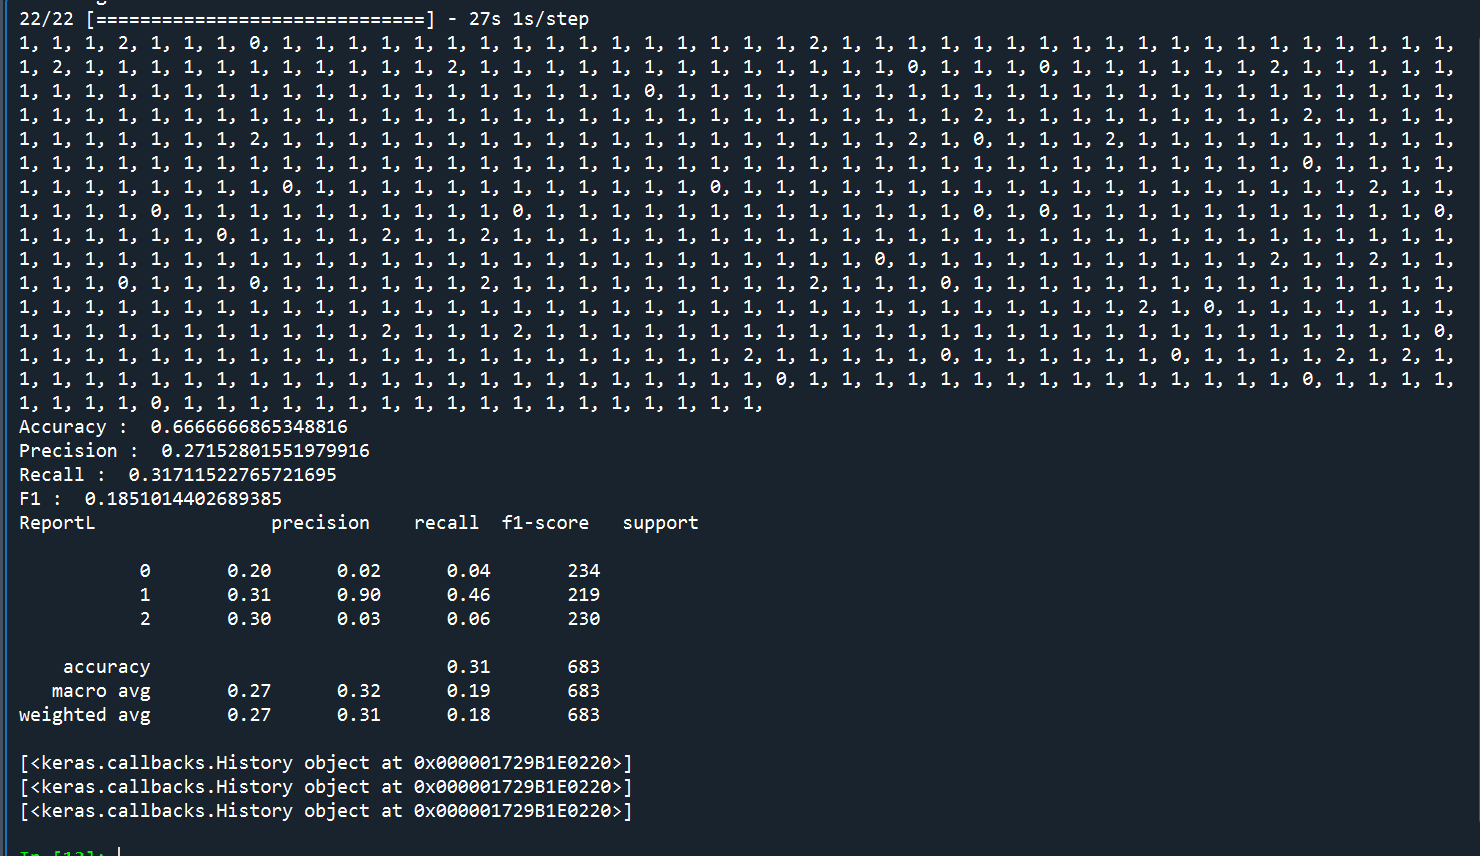 22/22 [==============================] - 27s 1s/step
1, 1, 1, 2, 1, 1, 1, 0, 1, 1, 1, 1, 1, 1, 1, 1, 1, 1, 1, 1, 1, 1, 1, 1, 2, 1, 1, 1, 1, 1, 1, 1, 1, 1, 1, 1, 1, 1, 1, 1, 1, 1, 1, 1,
1, 2, 1, 1, 1, 1, 1, 1, 1, 1, 1, 1, 1, 2, 1, 1, 1, 1, 1, 1, 1, 1, 1, 1, 1, 1, 1, 0, 1, 1, 1, 0, 1, 1, 1, 1, 1, 1, 2, 1, 1, 1, 1, 1,
1, 1, 1, 1, 1, 1, 1, 1, 1, 1, 1, 1, 1, 1, 1, 1, 1, 1, 1, 0, 1, 1, 1, 1, 1, 1, 1, 1, 1, 1, 1, 1, 1, 1, 1, 1, 1, 1, 1, 1, 1, 1, 1, 1,
1, 1, 1, 1, 1, 1, 1, 1, 1, 1, 1, 1, 1, 1, 1, 1, 1, 1, 1, 1, 1, 1, 1, 1, 1, 1, 1, 1, 1, 2, 1, 1, 1, 1, 1, 1, 1, 1, 1, 2, 1, 1, 1, 1,
1, 1, 1, 1, 1, 1, 1, 2, 1, 1, 1, 1, 1, 1, 1, 1, 1, 1, 1, 1, 1, 1, 1, 1, 1, 1, 1, 2, 1, 0, 1, 1, 1, 2, 1, 1, 1, 1, 1, 1, 1, 1, 1, 1,
1, 1, 1, 1, 1, 1, 1, 1, 1, 1, 1, 1, 1, 1, 1, 1, 1, 1, 1, 1, 1, 1, 1, 1, 1, 1, 1, 1, 1, 1, 1, 1, 1, 1, 1, 1, 1, 1, 1, 0, 1, 1, 1, 1,
1, 1, 1, 1, 1, 1, 1, 1, 0, 1, 1, 1, 1, 1, 1, 1, 1, 1, 1, 1, 1, 0, 1, 1, 1, 1, 1, 1, 1, 1, 1, 1, 1, 1, 1, 1, 1, 1, 1, 1, 1, 2, 1, 1,
1, 1, 1, 1, 0, 1, 1, 1, 1, 1, 1, 1, 1, 1, 1, 0, 1, 1, 1, 1, 1, 1, 1, 1, 1, 1, 1, 1, 1, 0, 1, 0, 1, 1, 1, 1, 1, 1, 1, 1, 1, 1, 1, 0,
1, 1, 1, 1, 1, 1, 0, 1, 1, 1, 1, 2, 1, 1, 2, 1, 1, 1, 1, 1, 1, 1, 1, 1, 1, 1, 1, 1, 1, 1, 1, 1, 1, 1, 1, 1, 1, 1, 1, 1, 1, 1, 1, 1,
1, 1, 1, 1, 1, 1, 1, 1, 1, 1, 1, 1, 1, 1, 1, 1, 1, 1, 1, 1, 1, 1, 1, 1, 1, 1, 0, 1, 1, 1, 1, 1, 1, 1, 1, 1, 1, 1, 2, 1, 1, 2, 1, 1,
1, 1, 1, 0, 1, 1, 1, 0, 1, 1, 1, 1, 1, 1, 2, 1, 1, 1, 1, 1, 1, 1, 1, 1, 2, 1, 1, 1, 0, 1, 1, 1, 1, 1, 1, 1, 1, 1, 1, 1, 1, 1, 1, 1,
1, 1, 1, 1, 1, 1, 1, 1, 1, 1, 1, 1, 1, 1, 1, 1, 1, 1, 1, 1, 1, 1, 1, 1, 1, 1, 1, 1, 1, 1, 1, 1, 1, 1, 2, 1, 0, 1, 1, 1, 1, 1, 1, 1,
1, 1, 1, 1, 1, 1, 1, 1, 1, 1, 1, 2, 1, 1, 1, 2, 1, 1, 1, 1, 1, 1, 1, 1, 1, 1, 1, 1, 1, 1, 1, 1, 1, 1, 1, 1, 1, 1, 1, 1, 1, 1, 1, 0,
1, 1, 1, 1, 1, 1, 1, 1, 1, 1, 1, 1, 1, 1, 1, 1, 1, 1, 1, 1, 1, 1, 2, 1, 1, 1, 1, 1, 0, 1, 1, 1, 1, 1, 1, 0, 1, 1, 1, 1, 2, 1, 2, 1,
1, 1, 1, 1, 1, 1, 1, 1, 1, 1, 1, 1, 1, 1, 1, 1, 1, 1, 1, 1, 1, 1, 1, 0, 1, 1, 1, 1, 1, 1, 1, 1, 1, 1, 1, 1, 1, 1, 1, 0, 1, 1, 1, 1,
1, 1, 1, 1, 0, 1, 1, 1, 1, 1, 1, 1, 1, 1, 1, 1, 1, 1, 1, 1, 1, 1, 1,
Accuracy :  0.6666666865348816
Precision :  0.27152801551979916
Recall :  0.31711522765721695
F1 :  0.1851014402689385
ReportL                precision    recall  f1-score   support
0       0.20      0.02      0.04       234
1       0.31      0.90      0.46       219
2       0.30      0.03      0.06       230
accuracy                           0.31       683
macro avg       0.27      0.32      0.19       683
weighted avg       0.27      0.31      0.18       683
[<keras.callbacks.History object at 0x000001729B1E0220>]
[<keras.callbacks.History object at 0x000001729B1E0220>]
[<keras.callbacks.History object at 0x000001729B1E0220>]